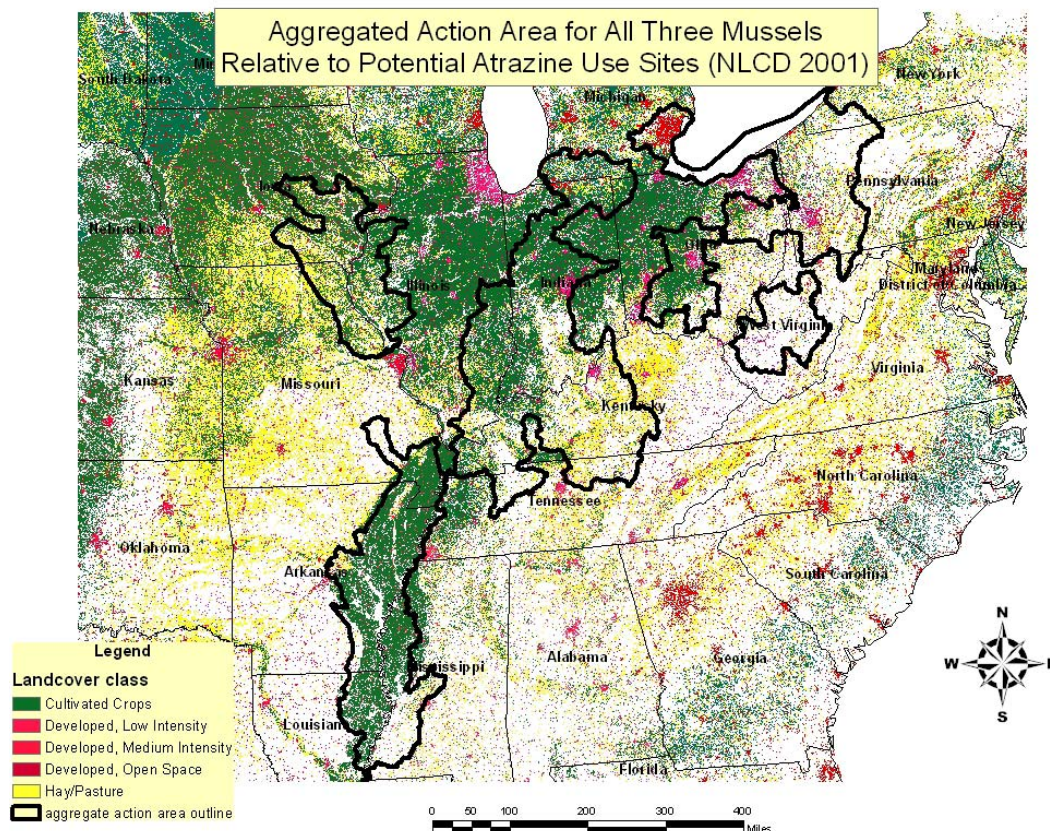 Aggregated Action Area for All Three Mussels
Relative to Potential Atrazine Use Sites (NLCD 2001)
South Dakota
Michigan
New York
Iowa
Pennsylvania
Nebraska
New Jersey
Maryland
District of Columbia
Illinois
Indiana
West Virginia
Kansas
Missouri
Virginia
Kentucky
North Carolina
Tennessee
Oklahoma
Arkansas
South Carolina
Mississippi
Alabama
Georgia
Louisiana
Florida
N
W
S
Legend
Landcover class
Cultivated Crops
Developed, Low Intensity
Developed, Medium Intensity
Developed, Open Space
Hay/Pasture
aggregate action area outline
0 50 100 200 300 400
Miles